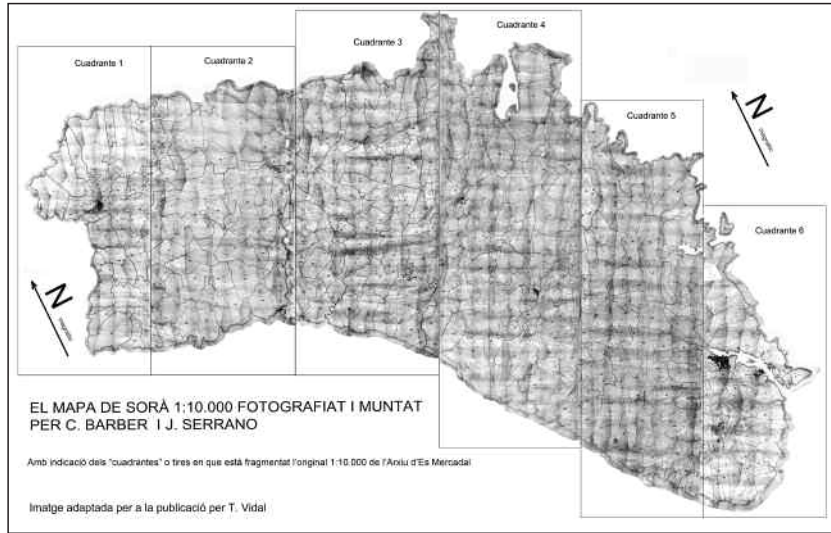 Cuadrante 1
Cuadrante 2
Cuadrante 3
Cuadrante 4
Cuadrante 5
Cuadrante 6
N
N
EL MAPA DE SORÀ 1:10.000 FOTOGRAFIAT I MUNTAT
PER C. BARBER I J. SERRANO
Amb indicació dels "cuadrantes" o tires en que està fragmentat l'original 1:10.000 de l'Arxiu d'Es Mercadal
Imatge adaptada per a la publicació per T. Vidal